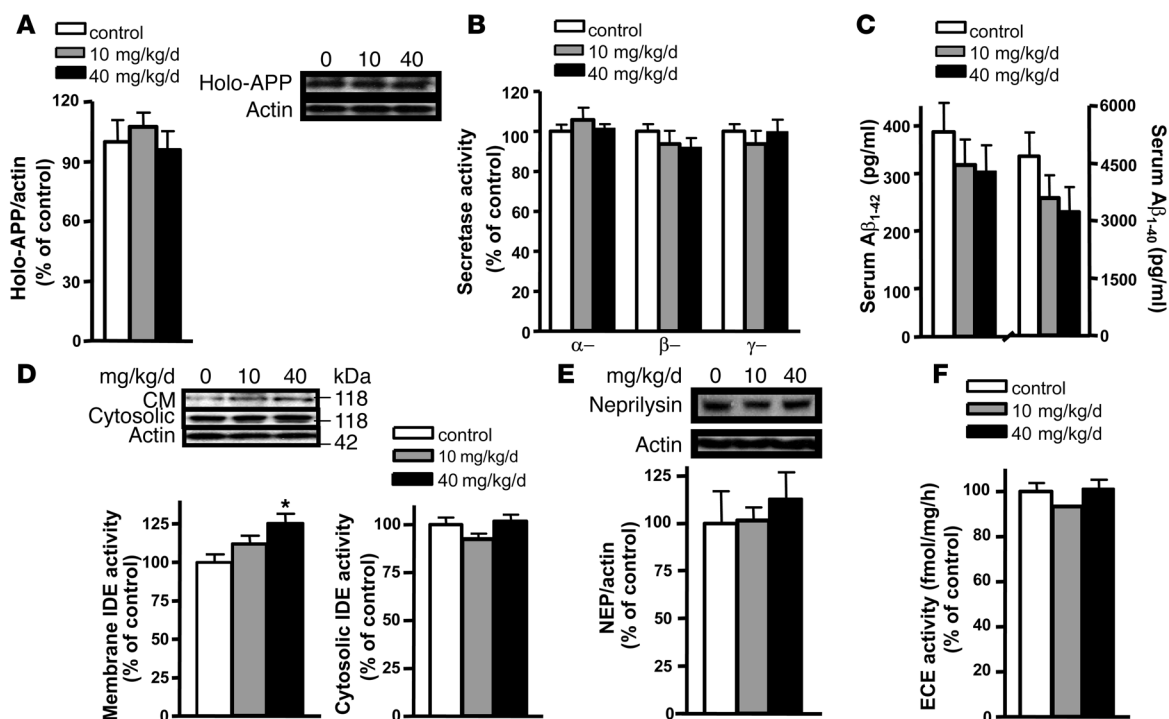 A
control
10 mg/kg/d
40 mg/kg/d
0 10 40
Holo-APP
Actin
Holo-APP/actin
(% of control)
120
90
60
30
0
B
control
10 mg/kg/d
40 mg/kg/d
Secretase activity
(% of control)
120
100
80
60
40
20
0
α– β– γ–
C
control
10 mg/kg/d
40 mg/kg/d
Serum Aβ1-42 (pg/ml)
400
300
200
100
0
6000
4500
3000
1500
0
Serum Aβ1-40 (pg/ml)
D
mg/kg/d 0 10 40 kDa
CM 118
Cytosolic 118
Actin 42
control
10 mg/kg/d
40 mg/kg/d
Membrane IDE activity
(% of control)
125
100
75
50
25
0
*
Cytosolic IDE activity
(% of control)
100
75
50
25
0
E
mg/kg/d 0 10 40
Neprilysin
Actin
NEP/actin
(% of control)
125
100
75
50
25
0
F
control
10 mg/kg/d
40 mg/kg/d
ECE activity (fmol/mg/h)
(% of control)
100
80
60
40
20
0